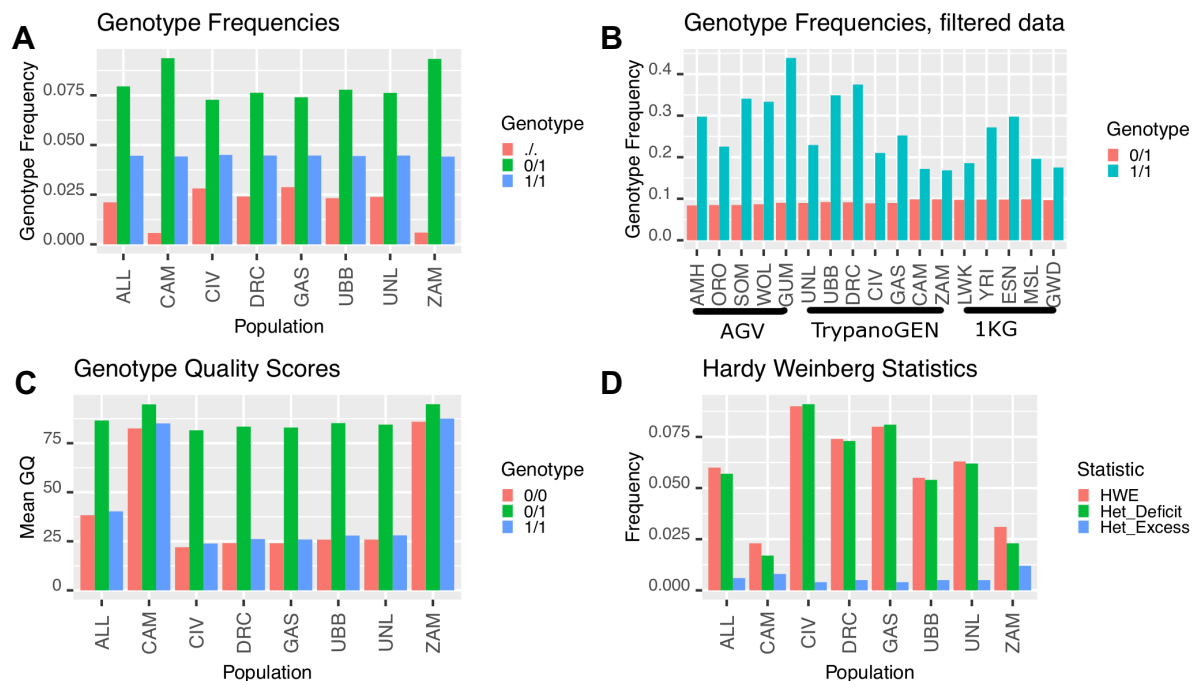 A
Genotype Frequencies
Genotype Frequency
0.075
0.050
0.025
0.000
ALL
CAM
CIV
DRC
GAS
UBB
UNL
ZAM
Population
Genotype
./.
0/1
1/1
B
Genotype Frequencies, filtered data
Genotype Frequency
0.4
0.3
0.2
0.1
0.0
AMH
ORO
SOM
WOL
GUM
UNL
UBB
DRC
CIV
GAS
CAM
ZAM
LWK
YRI
ESN
MSL
GWD
AGV
TrypanoGEN
1KG
Genotype
0/1
1/1
C
Genotype Quality Scores
Mean GQ
75
50
25
0
ALL
CAM
CIV
DRC
GAS
UBB
UNL
ZAM
Population
Genotype
0/0
0/1
1/1
D
Hardy Weinberg Statistics
Frequency
0.075
0.050
0.025
0.000
ALL
CAM
CIV
DRC
GAS
UBB
UNL
ZAM
Population
Statistic
HWE
Het_Deficit
Het_Excess